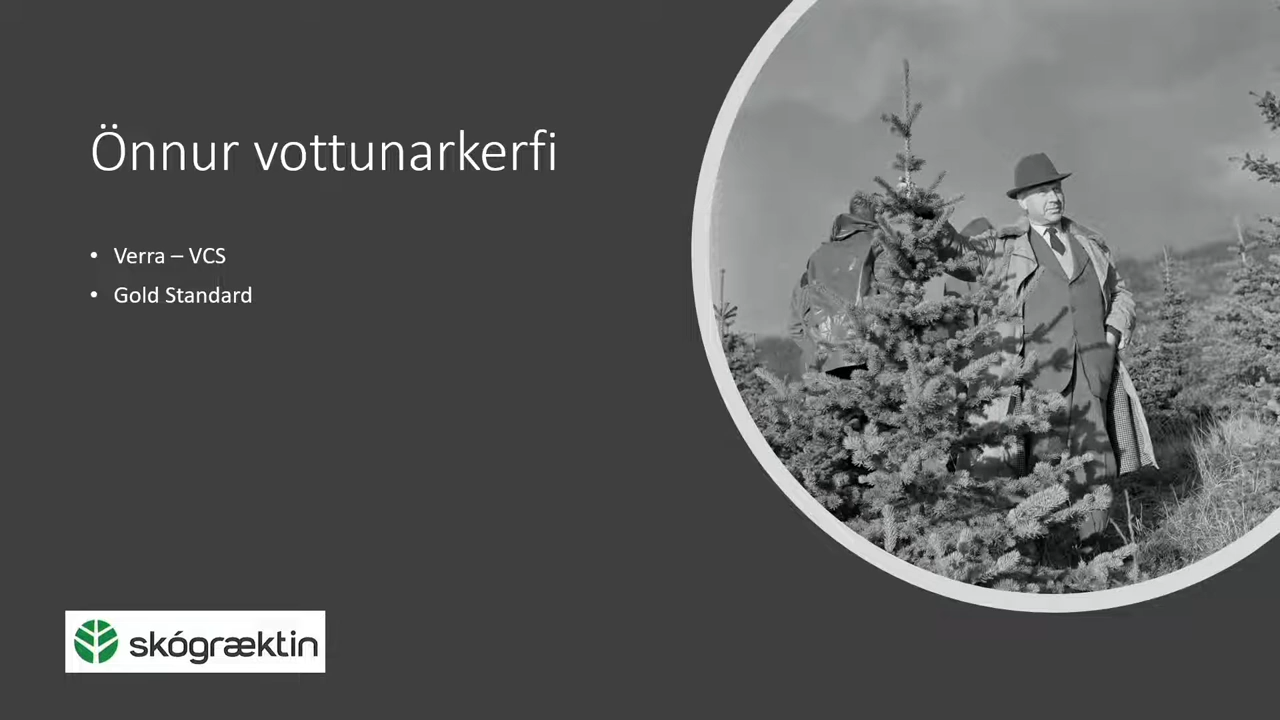 Önnur vottunarkerfi
• Verra – VCS
• Gold Standard
skógræktin